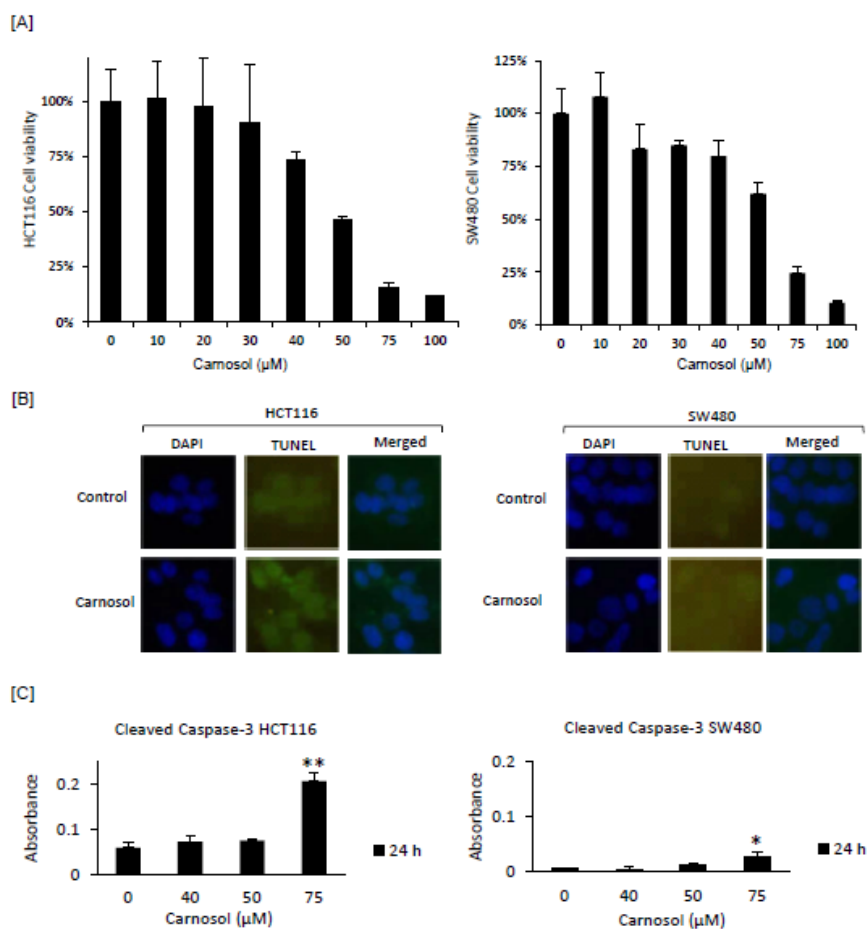 [A]
HCT116 Cell viability
100%
75%
50%
25%
0%
0 10 20 30 40 50 75 100
Carnosol (µM)
SW480 Cell viability
125%
100%
75%
50%
25%
0%
0 10 20 30 40 50 75 100
Carnosol (µM)
[B]
HCT116
DAPI TUNEL Merged
Control
Carnosol
SW480
DAPI TUNEL Merged
Control
Carnosol
[C]
Cleaved Caspase-3 HCT116
Absorbance
0.2
0.1
0
**
24 h
0 40 50 75
Carnosol (µM)
Cleaved Caspase-3 SW480
Absorbance
0.2
0.1
0
*
24 h
0 40 50 75
Carnosol (µM)